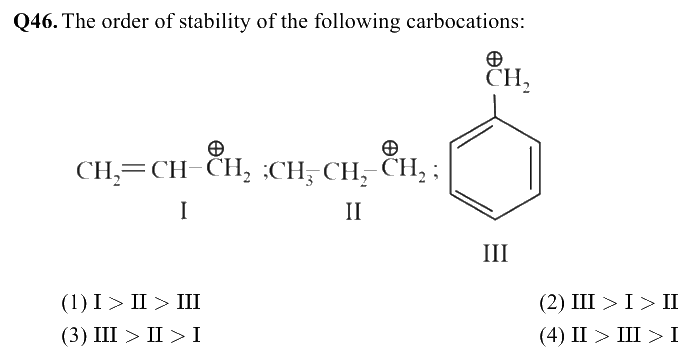 Q46. The order of stability of the following carbocations:
⊕
CH₂
⊕ ⊕
CH₂=CH–CH₂ ;CH₃–CH₂–CH₂ ;
I II
III
(1) I > II > III (2) III > I > II
(3) III > II > I (4) II > III > I